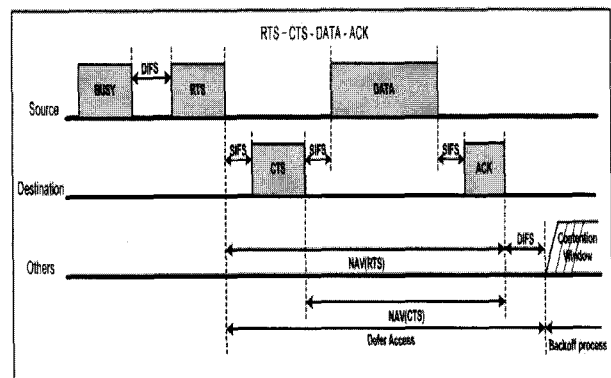 RTS - CTS - DATA - ACK
DIFS
BUSY
RTS
DATA
Source
SIFS
SIFS
SIFS
CTS
ACK
Destination
DIFS
Contention
Window
Others
NAV(RTS)
NAV(CTS)
Defer Access
Backoff process